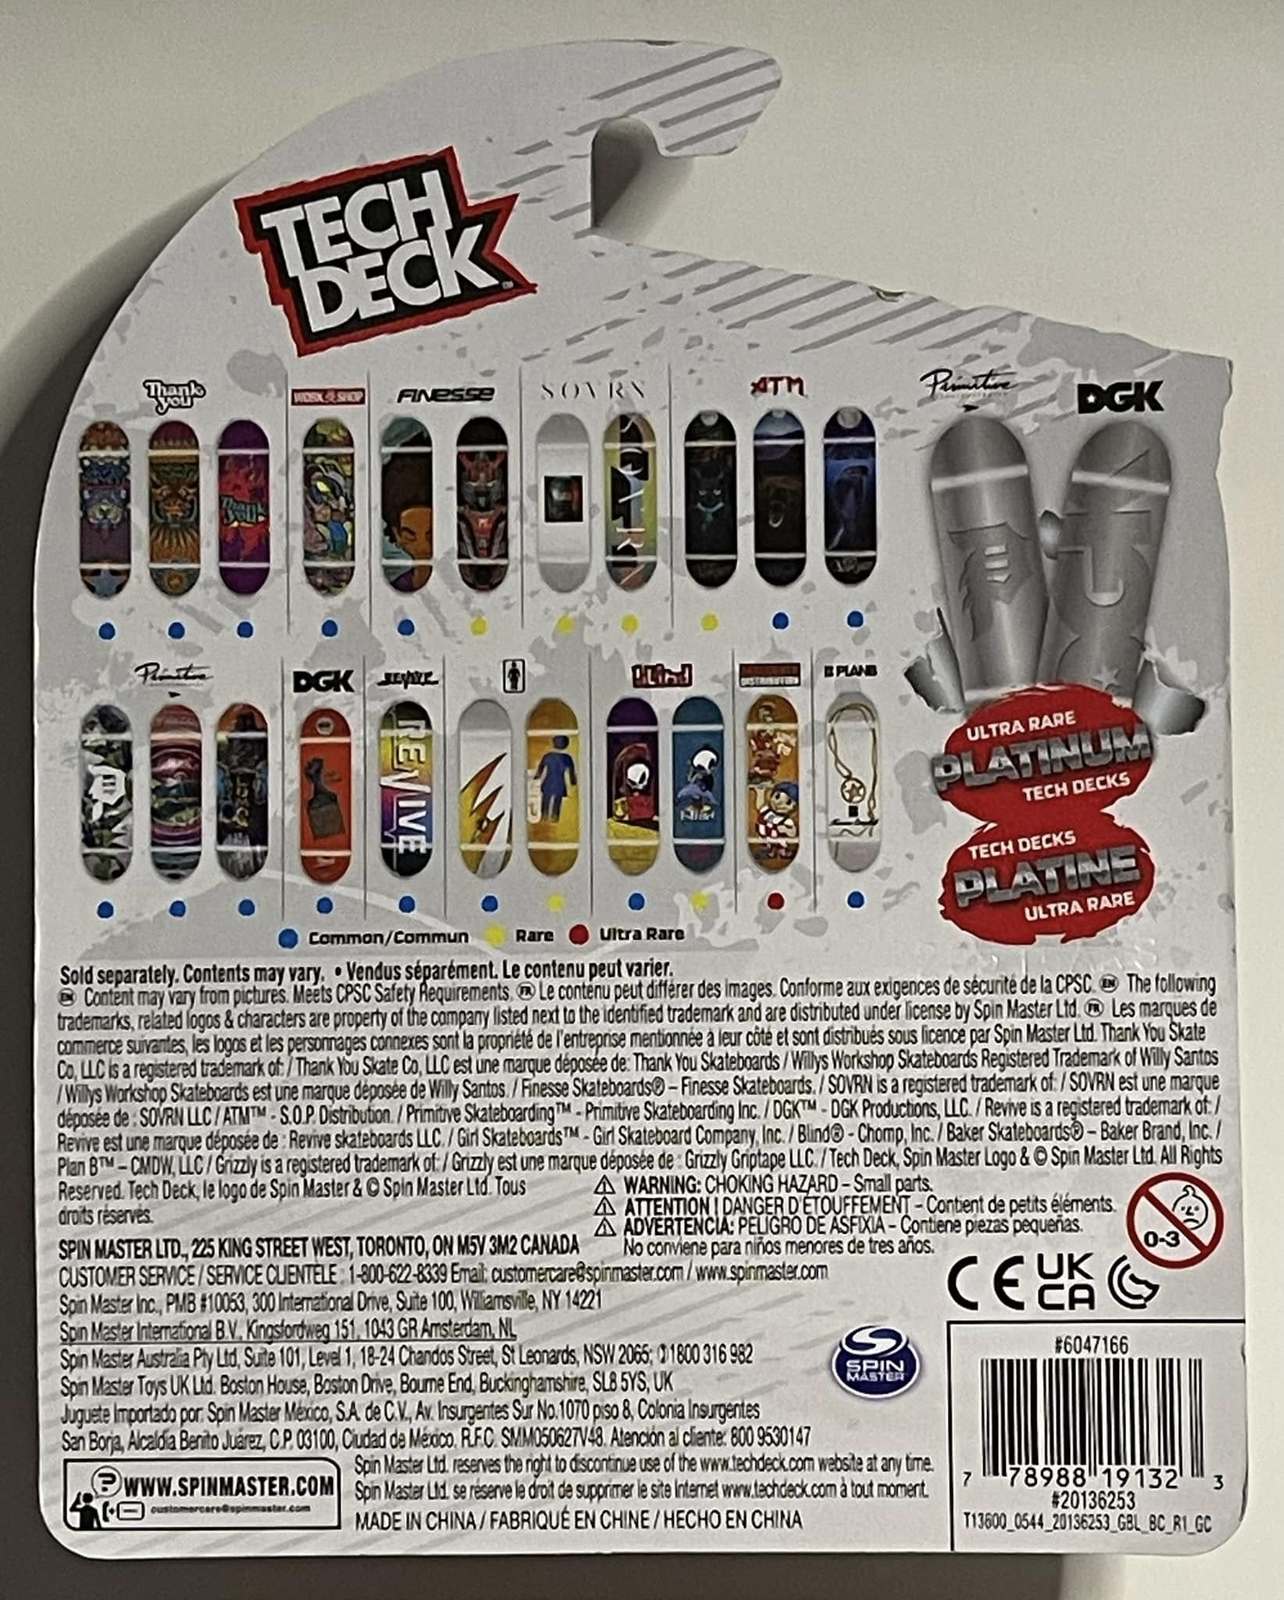 TECH
DECK
Thank you
WORKSHOP
FINESSE
SOVRN
ATM
Primitive
DGK
Primitive
DGK
REVIVE
blind
DISTRIBUTION
PLAN B
THANK YOU
REVIVE
ULTRA RARE
PLATINUM
TECH DECKS
TECH DECKS
PLATINE
ULTRA RARE
Common/Commun Rare Ultra Rare
Sold separately. Contents may vary. • Vendus séparément. Le contenu peut varier.
EN Content may vary from pictures. Meets CPSC Safety Requirements. FR Le contenu peut différer des images. Conforme aux exigences de sécurité de la CPSC. EN The following
trademarks, related logos & characters are property of the company listed next to the identified trademark and are distributed under license by Spin Master Ltd. FR Les marques de
commerce suivantes, les logos et les personnages connexes sont la propriété de l'entreprise mentionnée à leur côté et sont distribués sous licence par Spin Master Ltd. Thank You Skate
Co, LLC is a registered trademark of: / Thank You Skate Co, LLC est une marque déposée de: Thank You Skateboards / Willys Workshop Skateboards Registered Trademark of Willy Santos
/ Willys Workshop Skateboards est une marque déposée de Willy Santos. / Finesse Skateboards® – Finesse Skateboards. / SOVRN is a registered trademark of: / SOVRN est une marque
déposée de : SOVRN LLC / ATM™ - S.O.P. Distribution. / Primitive Skateboarding™ - Primitive Skateboarding Inc. / DGK™ - DGK Productions, LLC. / Revive is a registered trademark of: /
Revive est une marque déposée de : Revive skateboards LLC. / Girl Skateboards™ - Girl Skateboard Company, Inc. / Blind® - Chomp, Inc. / Baker Skateboards® – Baker Brand, Inc. /
Plan B™ – CMDW, LLC / Grizzly is a registered trademark of: / Grizzly est une marque déposée de : Grizzly Griptape LLC. / Tech Deck, Spin Master Logo & © Spin Master Ltd. All Rights
Reserved. Tech Deck, le logo de Spin Master & © Spin Master Ltd. Tous
droits réservés.
⚠ WARNING: CHOKING HAZARD – Small parts.
⚠ ATTENTION ! DANGER D'ÉTOUFFEMENT – Contient de petits éléments.
⚠ ADVERTENCIA: PELIGRO DE ASFIXIA – Contiene piezas pequeñas.
No conviene para niños menores de tres años.
0-3
SPIN MASTER LTD., 225 KING STREET WEST, TORONTO, ON M5V 3M2 CANADA
CUSTOMER SERVICE / SERVICE CLIENTÈLE : 1-800-622-8339 Email: customercare@spinmaster.com / www.spinmaster.com
Spin Master Inc., PMB #10053, 300 International Drive, Suite 100, Williamsville, NY 14221
Spin Master International B.V., Kingsfordweg 151, 1043 GR Amsterdam, NL
Spin Master Australia Pty Ltd, Suite 101, Level 1, 18-24 Chandos Street, St Leonards, NSW 2065; 1800 316 982
Spin Master Toys UK Ltd. Boston House, Boston Drive, Bourne End, Buckinghamshire, SL8 5YS, UK
Juguete Importado por: Spin Master México, S.A. de C.V., Av. Insurgentes Sur No.1070 piso 8, Colonia Insurgentes
San Borja, Alcaldía Benito Juárez, C.P. 03100, Ciudad de México. R.F.C. SMM050627V48. Atención al cliente: 800 9530147
CE UK
CA
SPIN
MASTER™
WWW.SPINMASTER.COM
customercare@spinmaster.com
Spin Master Ltd. reserves the right to discontinue use of the www.techdeck.com website at any time.
Spin Master Ltd. se réserve le droit de supprimer le site Internet www.techdeck.com à tout moment.
MADE IN CHINA / FABRIQUÉ EN CHINE / HECHO EN CHINA
#6047166
7 78988 19132 3
#20136253
T13600_0544_20136253_GBL_BC_R1_GC